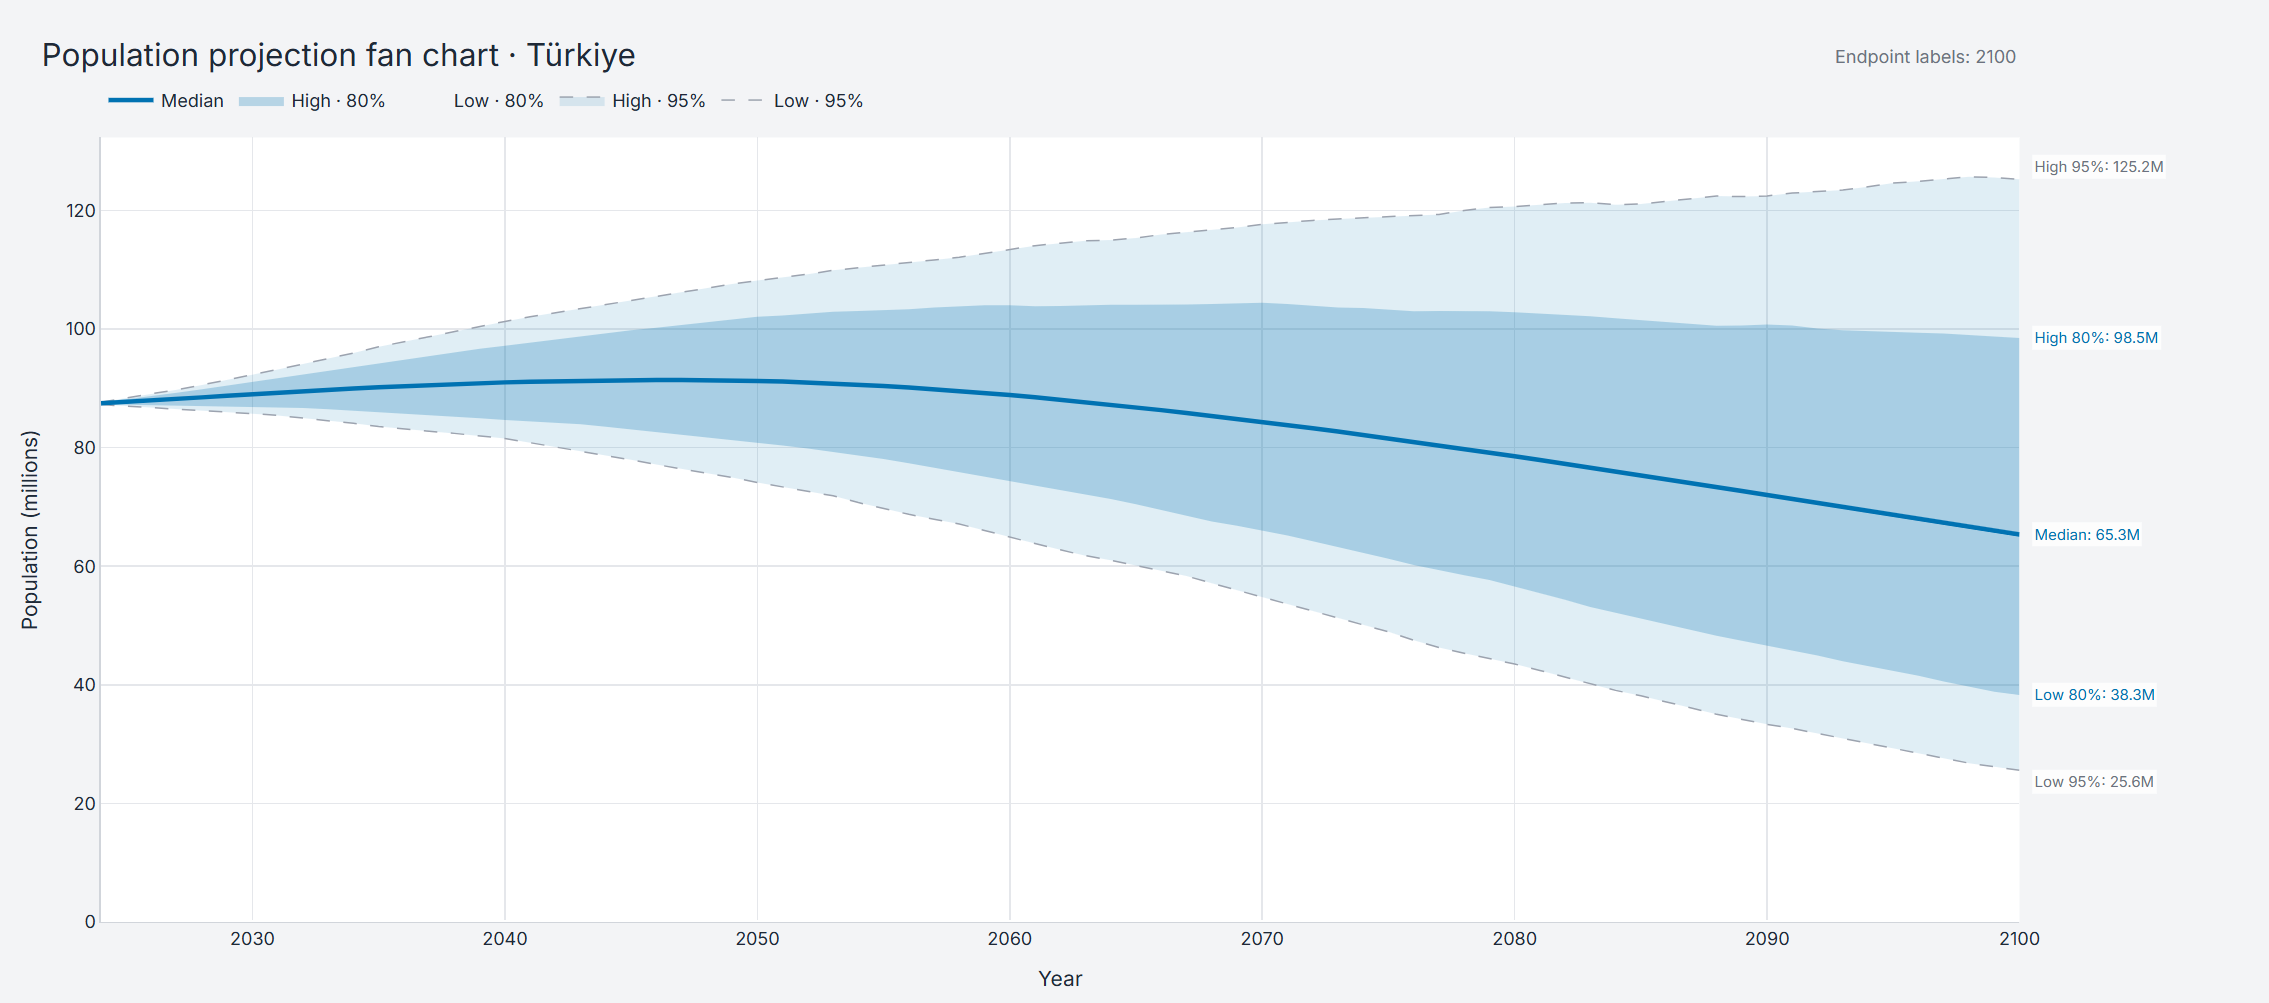 Population projection fan chart · Türkiye
Endpoint labels: 2100
Median High · 80% Low · 80% High · 95% Low · 95%
High 95%: 125.2M
120
100
High 80%: 98.5M
80
Population (millions)
60
Median: 65.3M
40
Low 80%: 38.3M
20
Low 95%: 25.6M
0
2030 2040 2050 2060 2070 2080 2090 2100
Year